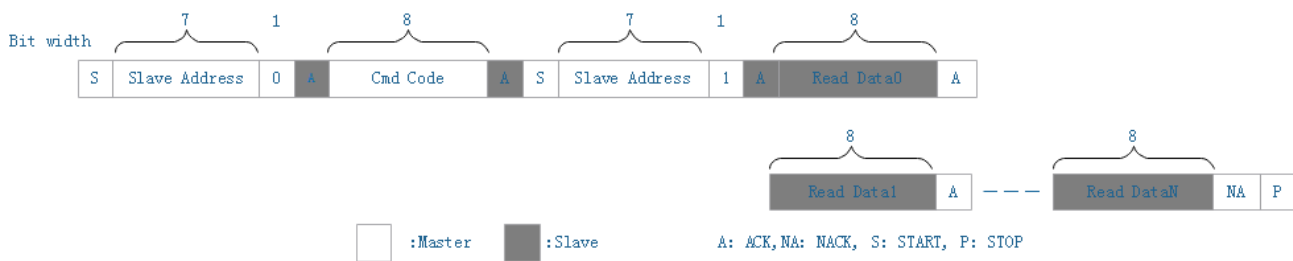 7 1 8 7 1 8
Bit width
S Slave Address 0 A Cmd Code A S Slave Address 1 A Read Data0 A
8 8
Read Data1 A Read DataN NA P
:Master :Slave A: ACK,NA: NACK, S: START, P: STOP